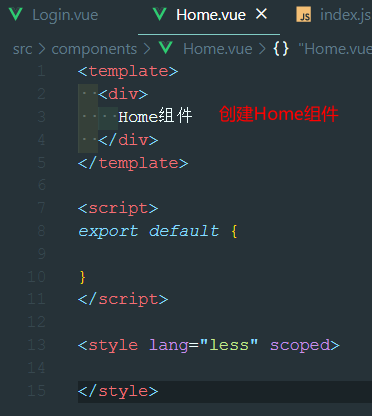 Login.vue Home.vue × index.js
src > components > Home.vue > {} "Home.vue
1 <template>
2 <div>
3 Home组件 创建Home组件
4 </div>
5 </template>
6
7 <script>
8 export default {
9
10 }
11 </script>
12
13 <style lang="less" scoped>
14
15 </style>